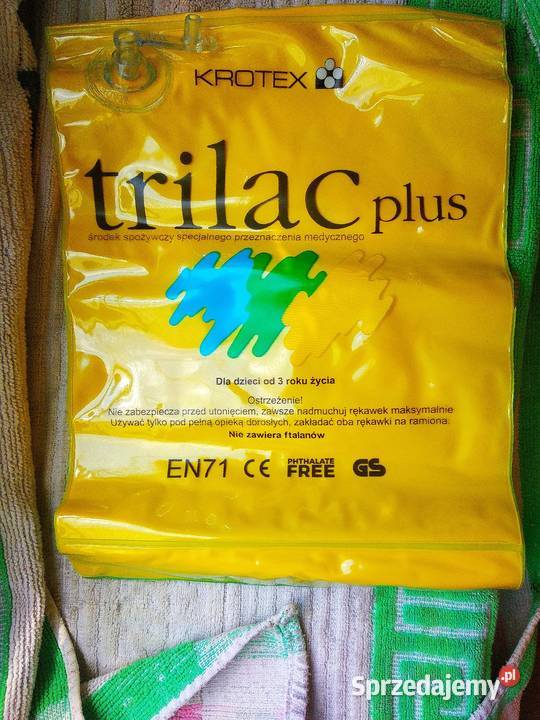 KROTEX
trilac plus
środek spożywczy specjalnego przeznaczenia medycznego
Dla dzieci od 3 roku życia
Ostrzeżenie!
Nie zabezpiecza przed utonięciem, zawsze nadmuchuj rękawek maksymalnie
Używać tylko pod pełną opieką dorosłych, zakładać oba rękawki na ramiona.
Nie zawiera ftalanów
EN71 CE PHTHALATE FREE GS
Sprzedajemy.pl